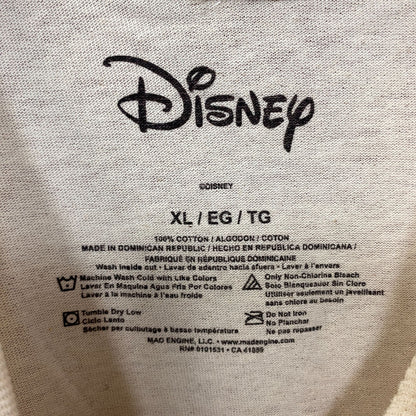 Disney
©DISNEY
XL / EG / TG
100% COTTON / ALGODON / COTON
MADE IN DOMINICAN REPUBLIC / HECHO EN REPUBLICA DOMINICANA /
FABRIQUÉ EN RÉPUBLIQUE DOMINICAINE
Wash inside out • Lavar de adentro hacia afuera • Laver à l'envers
Machine Wash Cold with Like Colors
Lavar En Maquina Agua Fris Por Colores
Laver à la machine à l'eau froide
Only Non-Chlorine Bleach
Solo Blanquauor Sin Cloro
Utiliser seulement un javellisant
sans chlore au besoin
Tumble Dry Low
Ciclo Lento
Sécher par culbutage à basse température
Do Not Iron
No Planchar
Ne pas repasser
MAD ENGINE, LLC. • www.madengine.com
RN# 0101531 • CA 41889